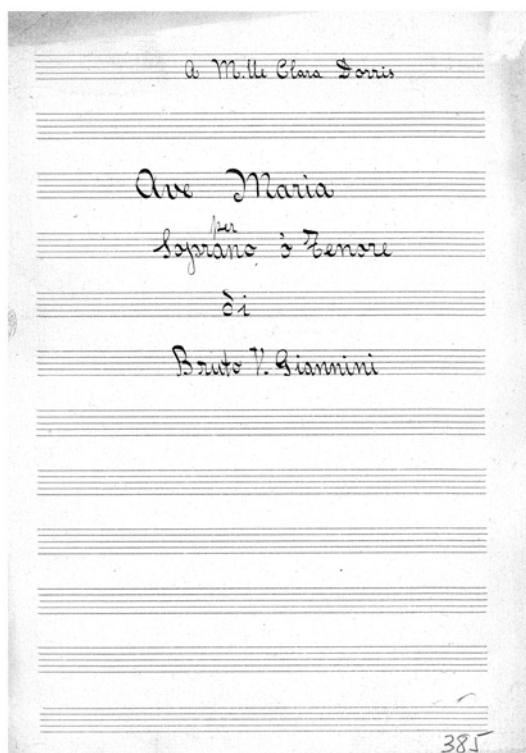 A M.lle Clara Dorris
Ave Maria
per
Soprano ò Tenore
di
Bruto V. Giannini
385